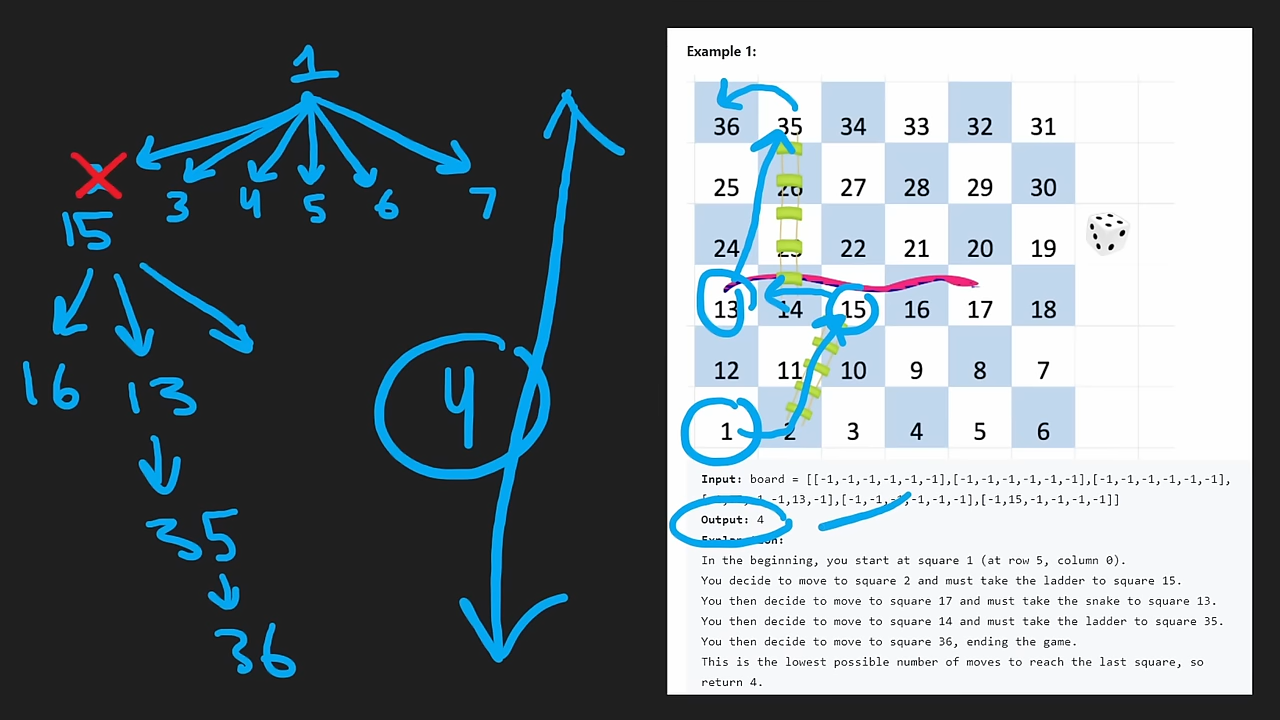 1
3 4 5 6 7
15
16 13
35
36
4
Example 1:
36 35 34 33 32 31
25 26 27 28 29 30
24 23 22 21 20 19
13 14 15 16 17 18
12 11 10 9 8 7
1 2 3 4 5 6
Input: board = [[-1,-1,-1,-1,-1,-1],[-1,-1,-1,-1,-1,-1],[-1,-1,-1,-1,-1,-1],
-1,13,-1],[-1,-1,-1,-1,-1,-1],[-1,15,-1,-1,-1,-1]]
Output: 4
Explanation:
In the beginning, you start at square 1 (at row 5, column 0).
You decide to move to square 2 and must take the ladder to square 15.
You then decide to move to square 17 and must take the snake to square 13.
You then decide to move to square 14 and must take the ladder to square 35.
You then decide to move to square 36, ending the game.
This is the lowest possible number of moves to reach the last square, so
return 4.